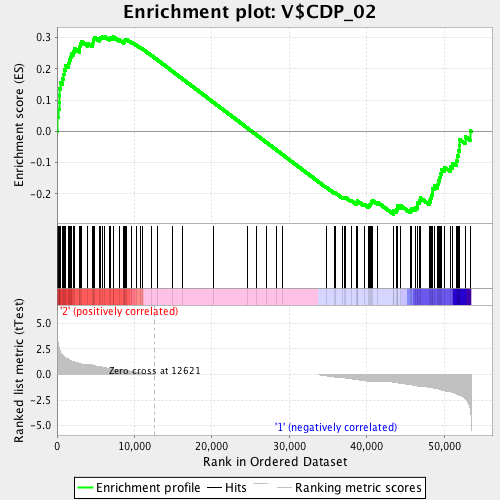 Enrichment plot: V$CDP_02
Enrichment score (ES)
0.3
0.2
0.1
0.0
-0.1
-0.2
'2' (positively correlated)
Zero cross at 12621
'1' (negatively correlated)
Ranked list metric (tTest)
5.0
2.5
0.0
-2.5
-5.0
0 10,000 20,000 30,000 40,000 50,000
Rank in Ordered Dataset
Enrichment profile Hits Ranking metric scores